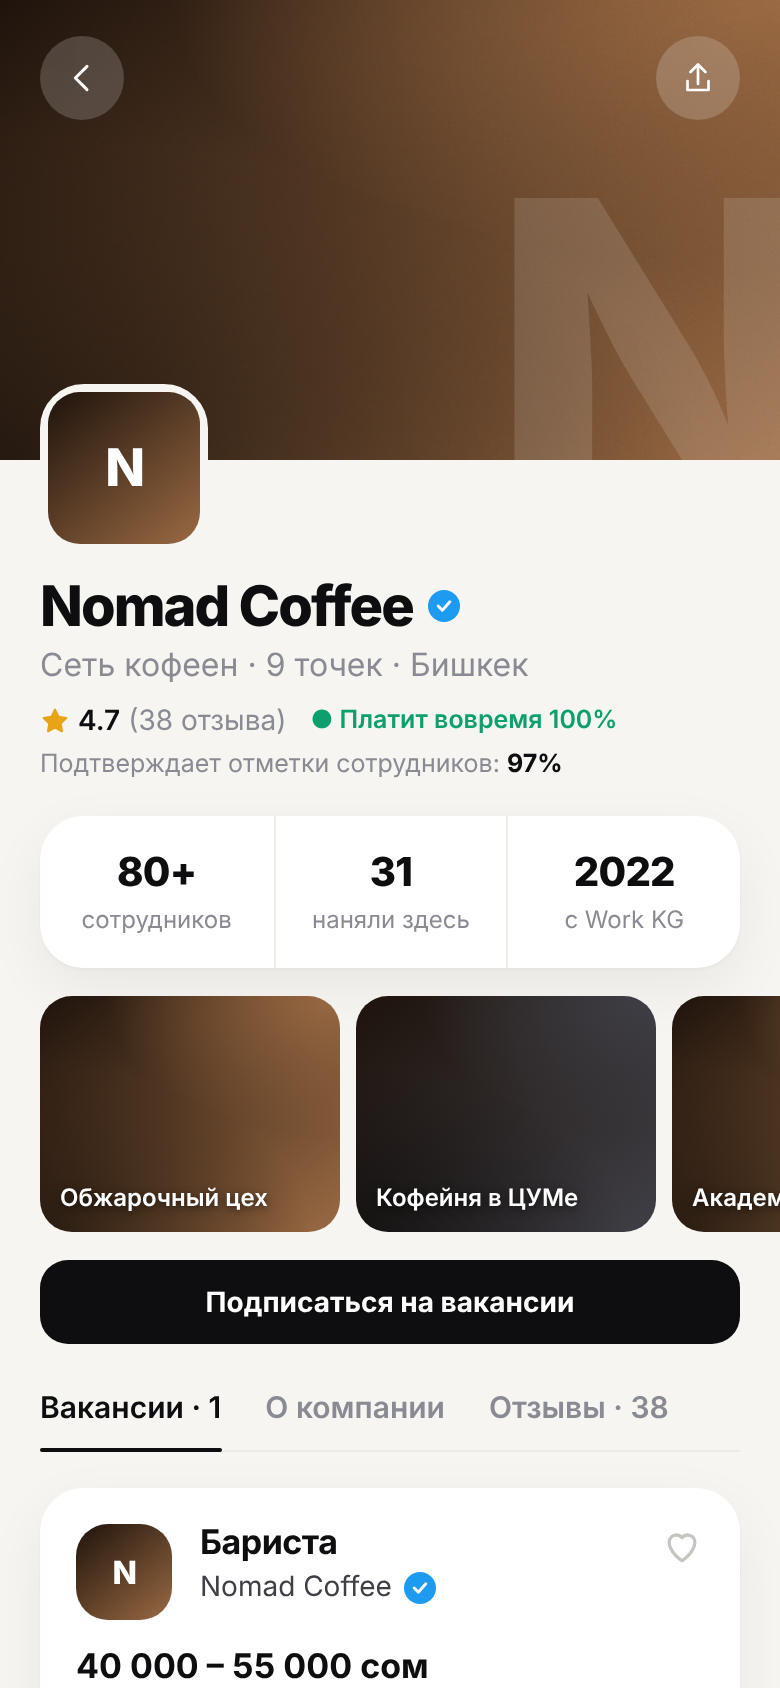 N
N
Nomad Coffee
Сеть кофеен · 9 точек · Бишкек
4.7 (38 отзыва) Платит вовремя 100%
Подтверждает отметки сотрудников: 97%
80+ 31 2022
сотрудников наняли здесь с Work KG
Обжарочный цех Кофейня в ЦУМе Академ
Подписаться на вакансии
Вакансии · 1 О компании Отзывы · 38
Бариста
N
Nomad Coffee
40 000 – 55 000 сом